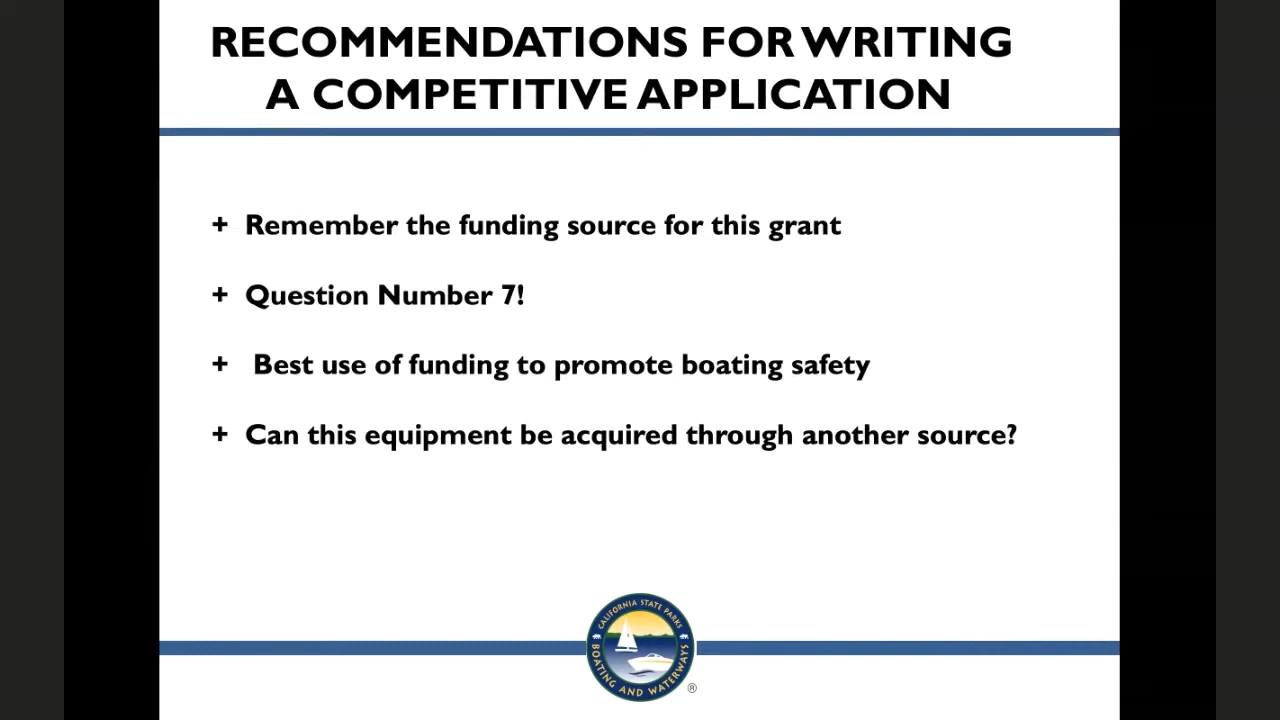 RECOMMENDATIONS FOR WRITING
A COMPETITIVE APPLICATION
+ Remember the funding source for this grant
+ Question Number 7!
+ Best use of funding to promote boating safety
+ Can this equipment be acquired through another source?
CALIFORNIA STATE PARKS
BOATING AND WATERWAYS
®